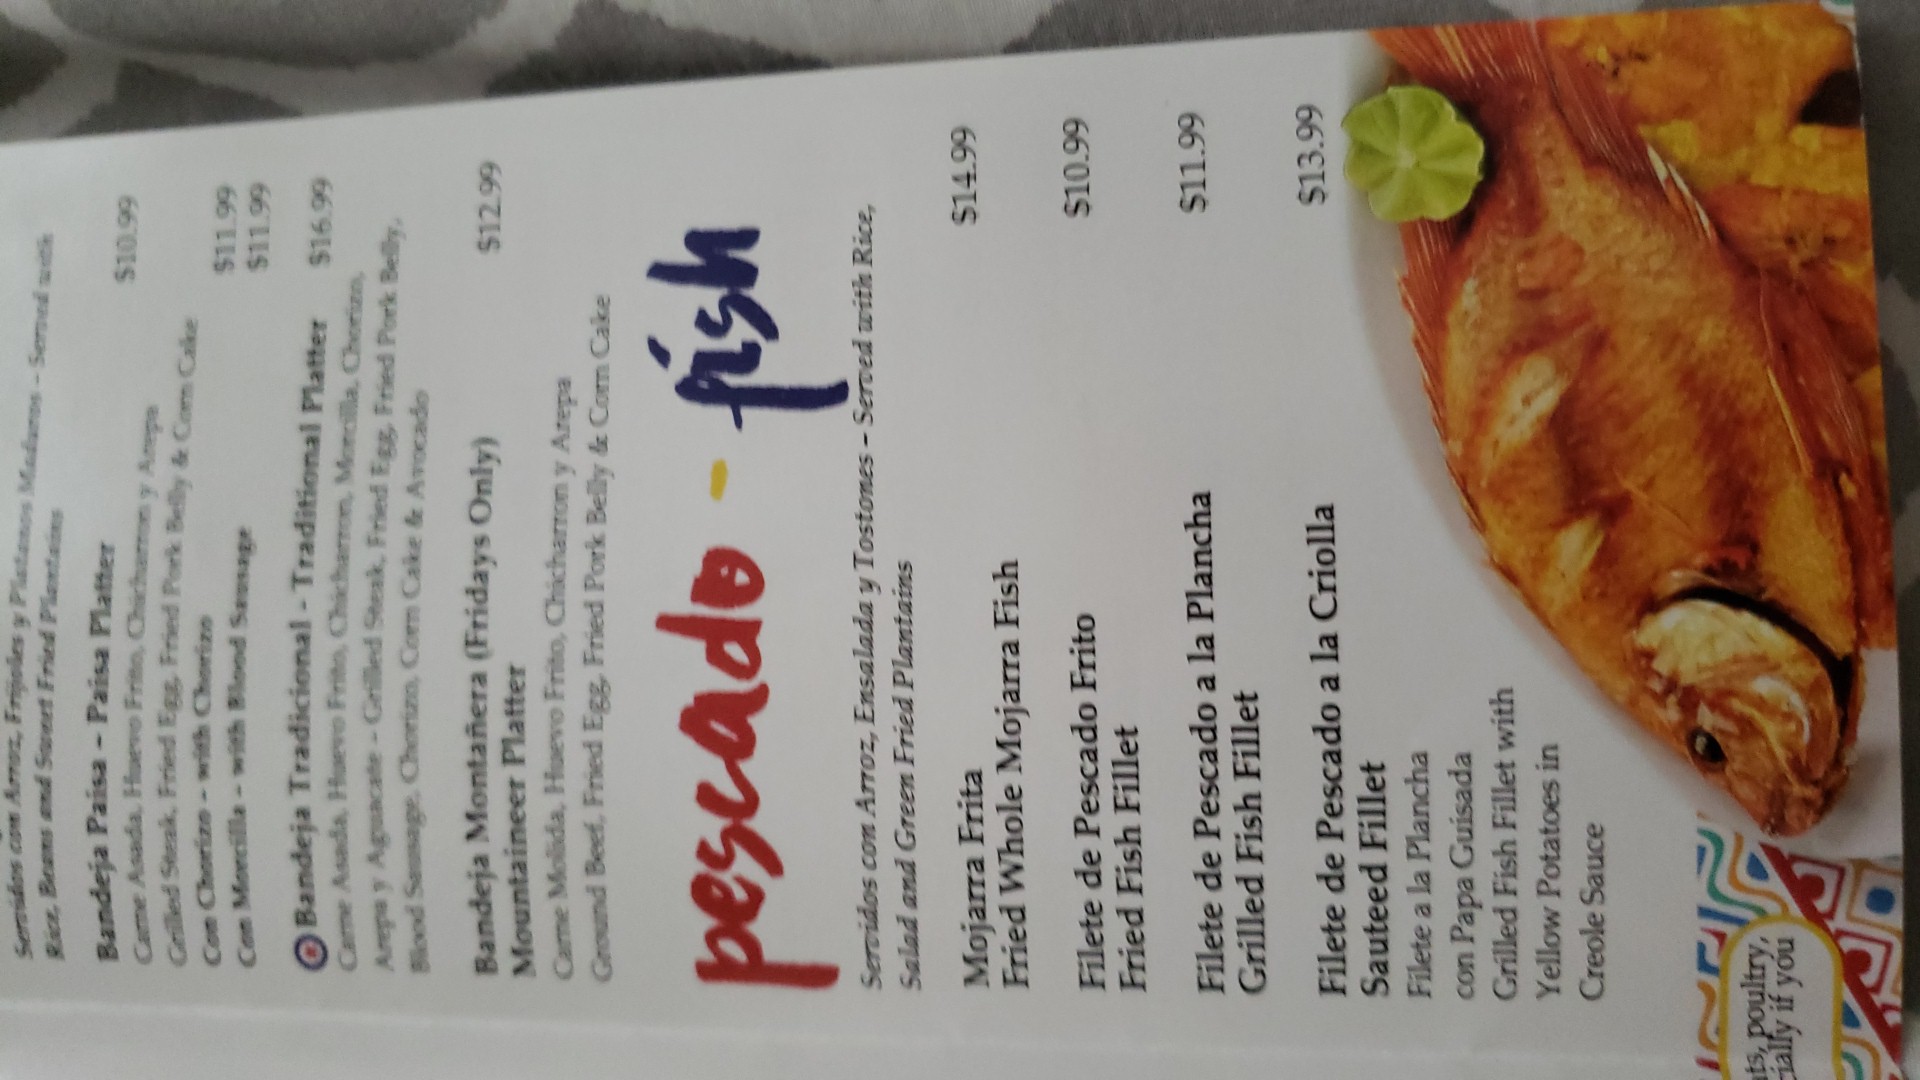 Servidos con Arroz, Frijoles y Platanos Maduros - Served with
Rice, Beans and Sweet Fried Plantains
Bandeja Paisa - Paisa Platter $10.99
Carne Asada, Huevo Frito, Chicharron y Arepa
Grilled Steak, Fried Egg, Fried Pork Belly & Corn Cake
Con Chorizo - with Chorizo $11.99
Con Morcilla - with Blood Sausage $11.99
Bandeja Tradicional - Traditional Platter $16.99
Carne Asada, Huevo Frito, Chicharron, Morcilla, Chorizo,
Arepa y Aguacate - Grilled Steak, Fried Egg, Fried Pork Belly,
Blood Sausage, Chorizo, Corn Cake & Avocado
Bandeja Montañera (Fridays Only) $12.99
Mountaineer Platter
Carne Molida, Huevo Frito, Chicharron y Arepa
Ground Beef, Fried Egg, Fried Pork Belly & Corn Cake
pescado - fish
Servidos con Arroz, Ensalada y Tostones - Served with Rice,
Salad and Green Fried Plantains
Mojarra Frita $14.99
Fried Whole Mojarra Fish
Filete de Pescado Frito $10.99
Fried Fish Fillet
Filete de Pescado a la Plancha $11.99
Grilled Fish Fillet
Filete de Pescado a la Criolla $13.99
Sauteed Fillet
Filete a la Plancha
con Papa Guisada
Grilled Fish Fillet with
Yellow Potatoes in
Creole Sauce
ts, poultry,
cially if you